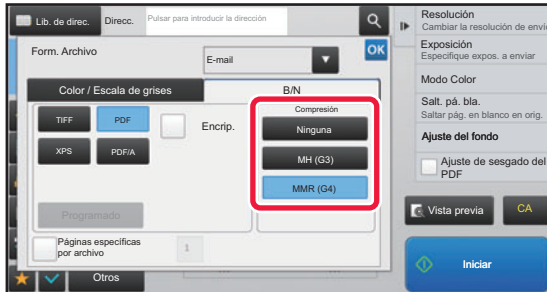 Lib. de direc.
Direcc.
Pulsar para introducir la dirección
Form. Archivo
E-mail
OK
Color / Escala de grises
B/N
TIFF
PDF
Encrip.
XPS
PDF/A
Compresión
Ninguna
MH (G3)
MMR (G4)
Programado
Páginas específicas
por archivo
1
Otros
Resolución
Cambiar la resolución de envío
Exposición
Especifique expos. a enviar
Modo Color
Salt. pá. bla.
Saltar pág. en blanco en orig.
Ajuste del fondo
Ajuste de sesgado del
PDF
Vista previa
CA
Iniciar